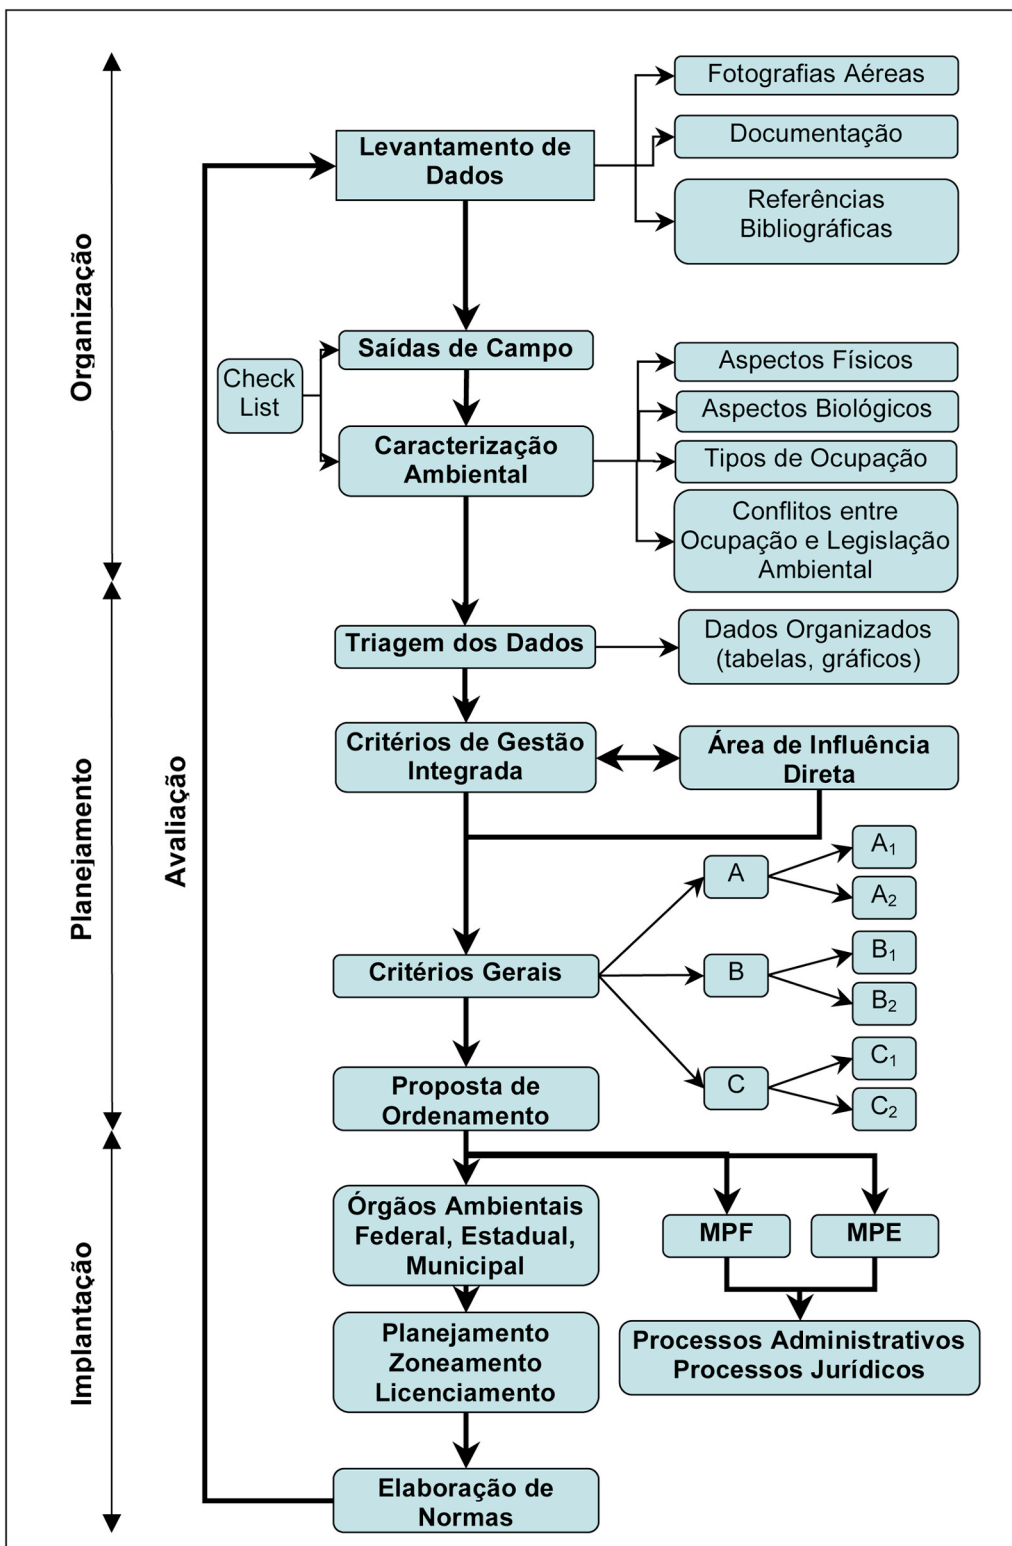 Organização
Planejamento
Implantação
Avaliação
Levantamento de
Dados
Fotografias Aéreas
Documentação
Referências
Bibliográficas
Saídas de Campo
Check
List
Caracterização
Ambiental
Aspectos Físicos
Aspectos Biológicos
Tipos de Ocupação
Conflitos entre
Ocupação e Legislação
Ambiental
Triagem dos Dados
Dados Organizados
(tabelas, gráficos)
Critérios de Gestão
Integrada
Área de Influência
Direta
Critérios Gerais
A
A₁
A₂
B
B₁
B₂
C
C₁
C₂
Proposta de
Ordenamento
Órgãos Ambientais
Federal, Estadual,
Municipal
MPF
MPE
Planejamento
Zoneamento
Licenciamento
Processos Administrativos
Processos Jurídicos
Elaboração de
Normas